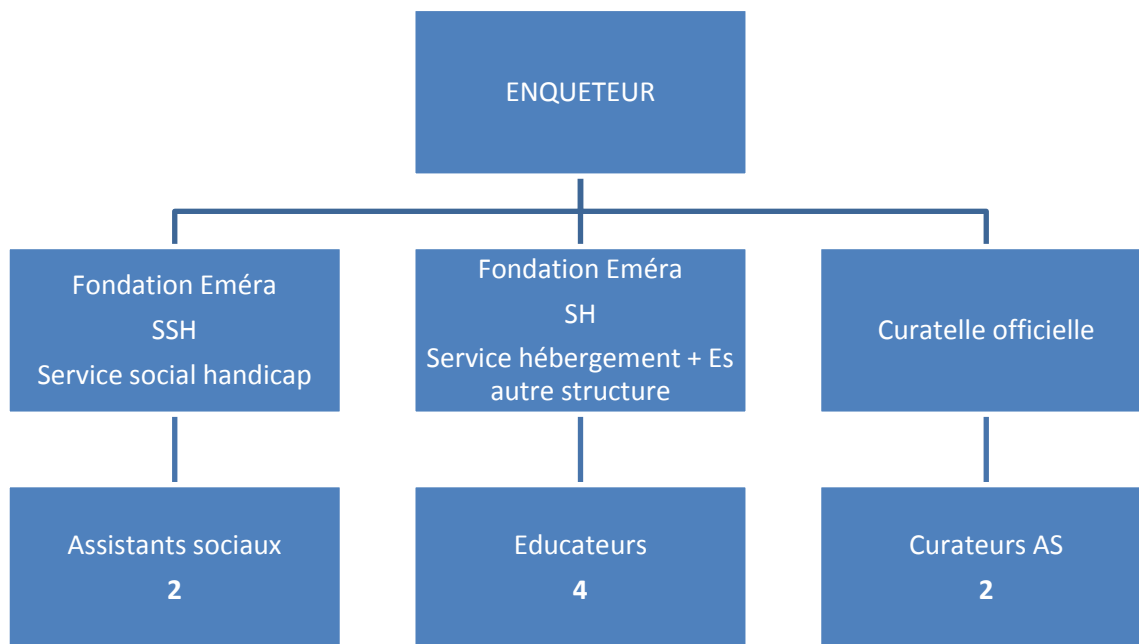 ENQUETEUR
Fondation Eméra
SSH
Service social handicap
Fondation Eméra
SH
Service hébergement + Es
autre structure
Curatelle officielle
Assistants sociaux
2
Educateurs
4
Curateurs AS
2